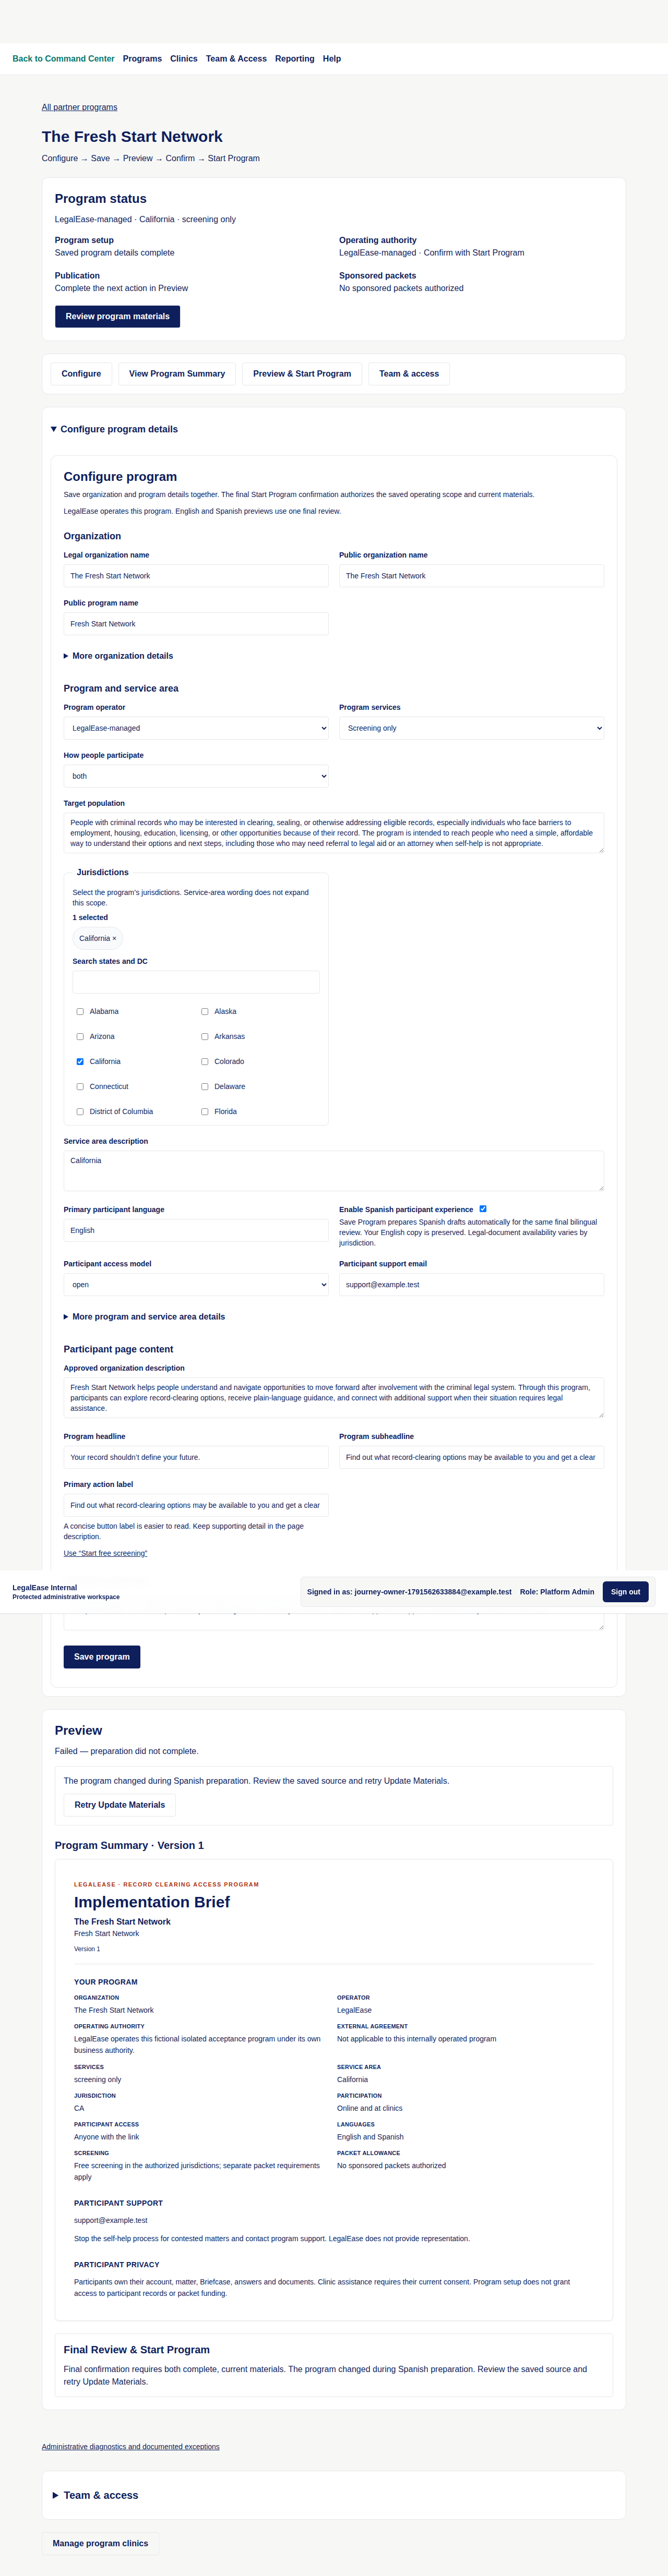 Back to Command Center Programs Clinics Team & Access Reporting Help
All partner programs
The Fresh Start Network
Configure → Save → Preview → Confirm → Start Program
Program status
LegalEase-managed · California · screening only
Program setup
Saved program details complete
Operating authority
LegalEase-managed · Confirm with Start Program
Publication
Complete the next action in Preview
Sponsored packets
No sponsored packets authorized
Review program materials
Configure
View Program Summary
Preview & Start Program
Team & access
Configure program details
Configure program
Save organization and program details together. The final Start Program confirmation authorizes the saved operating scope and current materials.
LegalEase operates this program. English and Spanish previews use one final review.
Organization
Legal organization name
The Fresh Start Network
Public organization name
The Fresh Start Network
Public program name
Fresh Start Network
More organization details
Program and service area
Program operator
LegalEase-managed
Program services
Screening only
How people participate
both
Target population
People with criminal records who may be interested in clearing, sealing, or otherwise addressing eligible records, especially individuals who face barriers to
employment, housing, education, licensing, or other opportunities because of their record. The program is intended to reach people who need a simple, affordable
way to understand their options and next steps, including those who may need referral to legal aid or an attorney when self-help is not appropriate.
Jurisdictions
Select the program's jurisdictions. Service-area wording does not expand
this scope.
1 selected
California ×
Search states and DC
Alabama
Alaska
Arizona
Arkansas
California
Colorado
Connecticut
Delaware
District of Columbia
Florida
Service area description
California
Primary participant language
English
Enable Spanish participant experience
Save Program prepares Spanish drafts automatically for the same final bilingual
review. Your English copy is preserved. Legal-document availability varies by
jurisdiction.
Participant access model
open
Participant support email
support@example.test
More program and service area details
Participant page content
Approved organization description
Fresh Start Network helps people understand and navigate opportunities to move forward after involvement with the criminal legal system. Through this program,
participants can explore record-clearing options, receive plain-language guidance, and connect with additional support when their situation requires legal
assistance.
Program headline
Your record shouldn't define your future.
Program subheadline
Find out what record-clearing options may be available to you and get a clear
Primary action label
Find out what record-clearing options may be available to you and get a clear
A concise button label is easier to read. Keep supporting detail in the page
description.
Use "Start free screening"
LegalEase Internal
Protected administrative workspace
Signed in as: journey-owner-1791562633884@example.test Role: Platform Admin Sign out
Save program
Preview
Failed — preparation did not complete.
The program changed during Spanish preparation. Review the saved source and retry Update Materials.
Retry Update Materials
Program Summary · Version 1
LEGALEASE · RECORD CLEARING ACCESS PROGRAM
Implementation Brief
The Fresh Start Network
Fresh Start Network
Version 1
YOUR PROGRAM
ORGANIZATION
The Fresh Start Network
OPERATOR
LegalEase
OPERATING AUTHORITY
LegalEase operates this fictional isolated acceptance program under its own
business authority.
EXTERNAL AGREEMENT
Not applicable to this internally operated program
SERVICES
screening only
SERVICE AREA
California
JURISDICTION
CA
PARTICIPATION
Online and at clinics
PARTICIPANT ACCESS
Anyone with the link
LANGUAGES
English and Spanish
SCREENING
Free screening in the authorized jurisdictions; separate packet requirements
apply
PACKET ALLOWANCE
No sponsored packets authorized
PARTICIPANT SUPPORT
support@example.test
Stop the self-help process for contested matters and contact program support. LegalEase does not provide representation.
PARTICIPANT PRIVACY
Participants own their account, matter, Briefcase, answers and documents. Clinic assistance requires their current consent. Program setup does not grant
access to participant records or packet funding.
Final Review & Start Program
Final confirmation requires both complete, current materials. The program changed during Spanish preparation. Review the saved source and
retry Update Materials.
Administrative diagnostics and documented exceptions
Team & access
Manage program clinics